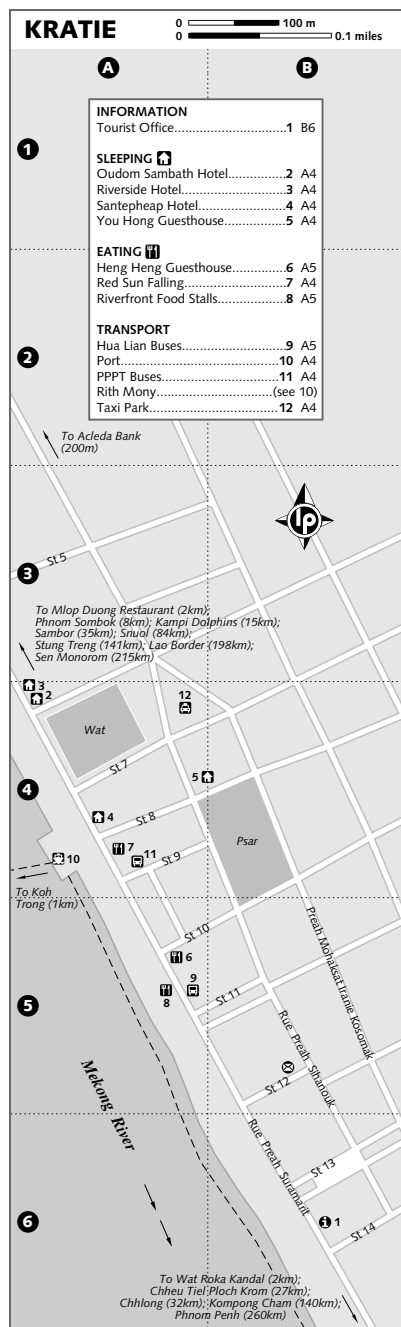 KRATIE
0 100 m
0 0.1 miles
A B
1
INFORMATION
Tourist Office..............................1 B6
SLEEPING
Oudom Sambath Hotel..............2 A4
Riverside Hotel...........................3 A4
Santepheap Hotel......................4 A4
You Hong Guesthouse...............5 A4
EATING
Heng Heng Guesthouse.............6 A5
Red Sun Falling..........................7 A4
Riverfront Food Stalls................8 A5
TRANSPORT
Hua Lian Buses...........................9 A5
Port..........................................10 A4
PPPT Buses...............................11 A4
Rith Mony..........................(see 10)
Taxi Park..................................12 A4
2
To Acleda Bank
(200m)
lp
St 5
3
To Mlop Duong Restaurant (2km);
Phnom Sombok (8km); Kampi Dolphins (15km);
Sambor (35km); Snuol (84km);
Stung Treng (141km); Lao Border (198km);
Sen Monorom (215km)
3
2
12
Wat
St 7
5
4
4
St 8
7
11
St 9
Psar
10
To Koh
Trong (1km)
St 10
Preah Mohaksat Iranie Kosomak
6
9
8
St 11
5
Rue Preah Sihanouk
St 12
Mekong River
Rue Preah Suramarit
St 13
6
1
St 14
To Wat Roka Kandal (2km);
Chheu Tiel Ploch Krom (27km);
Chhlong (32km); Kompong Cham (140km);
Phnom Penh (260km)